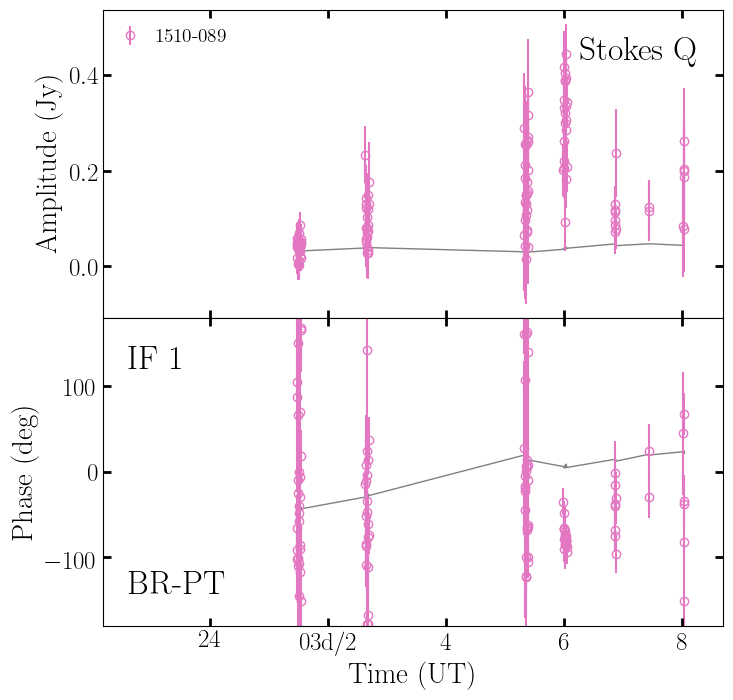 1510-089
Stokes Q
Amplitude (Jy)
0.4
0.2
0.0
IF 1
BR-PT
Phase (deg)
100
0
−100
24
03d/2
4
6
8
Time (UT)